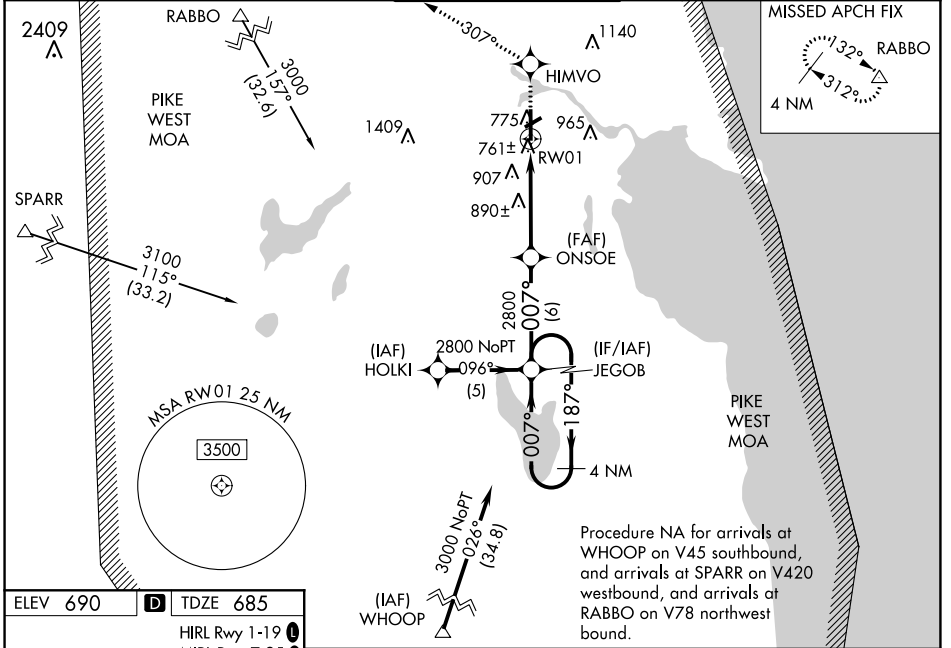 2409
RABBO
3000
157°
(32.6)
307°
1140
HIMVO
MISSED APCH FIX
132°
RABBO
312°
4 NM
PIKE
WEST
MOA
1409
775
965
761±
RW01
907
890±
SPARR
3100
115°
(33.2)
(FAF)
ONSOE
2800
007°
(6)
(IAF)
HOLKI
2800 NoPT
096°
(5)
(IF/IAF)
JEGOB
007°
187°
4 NM
MSA RW01 25 NM
3500
PIKE
WEST
MOA
3000 NoPT
026°
(34.8)
(IAF)
WHOOP
Procedure NA for arrivals at
WHOOP on V45 southbound,
and arrivals at SPARR on V420
westbound, and arrivals at
RABBO on V78 northwest
bound.
ELEV 690
D
TDZE 685
HIRL Rwy 1-19 L